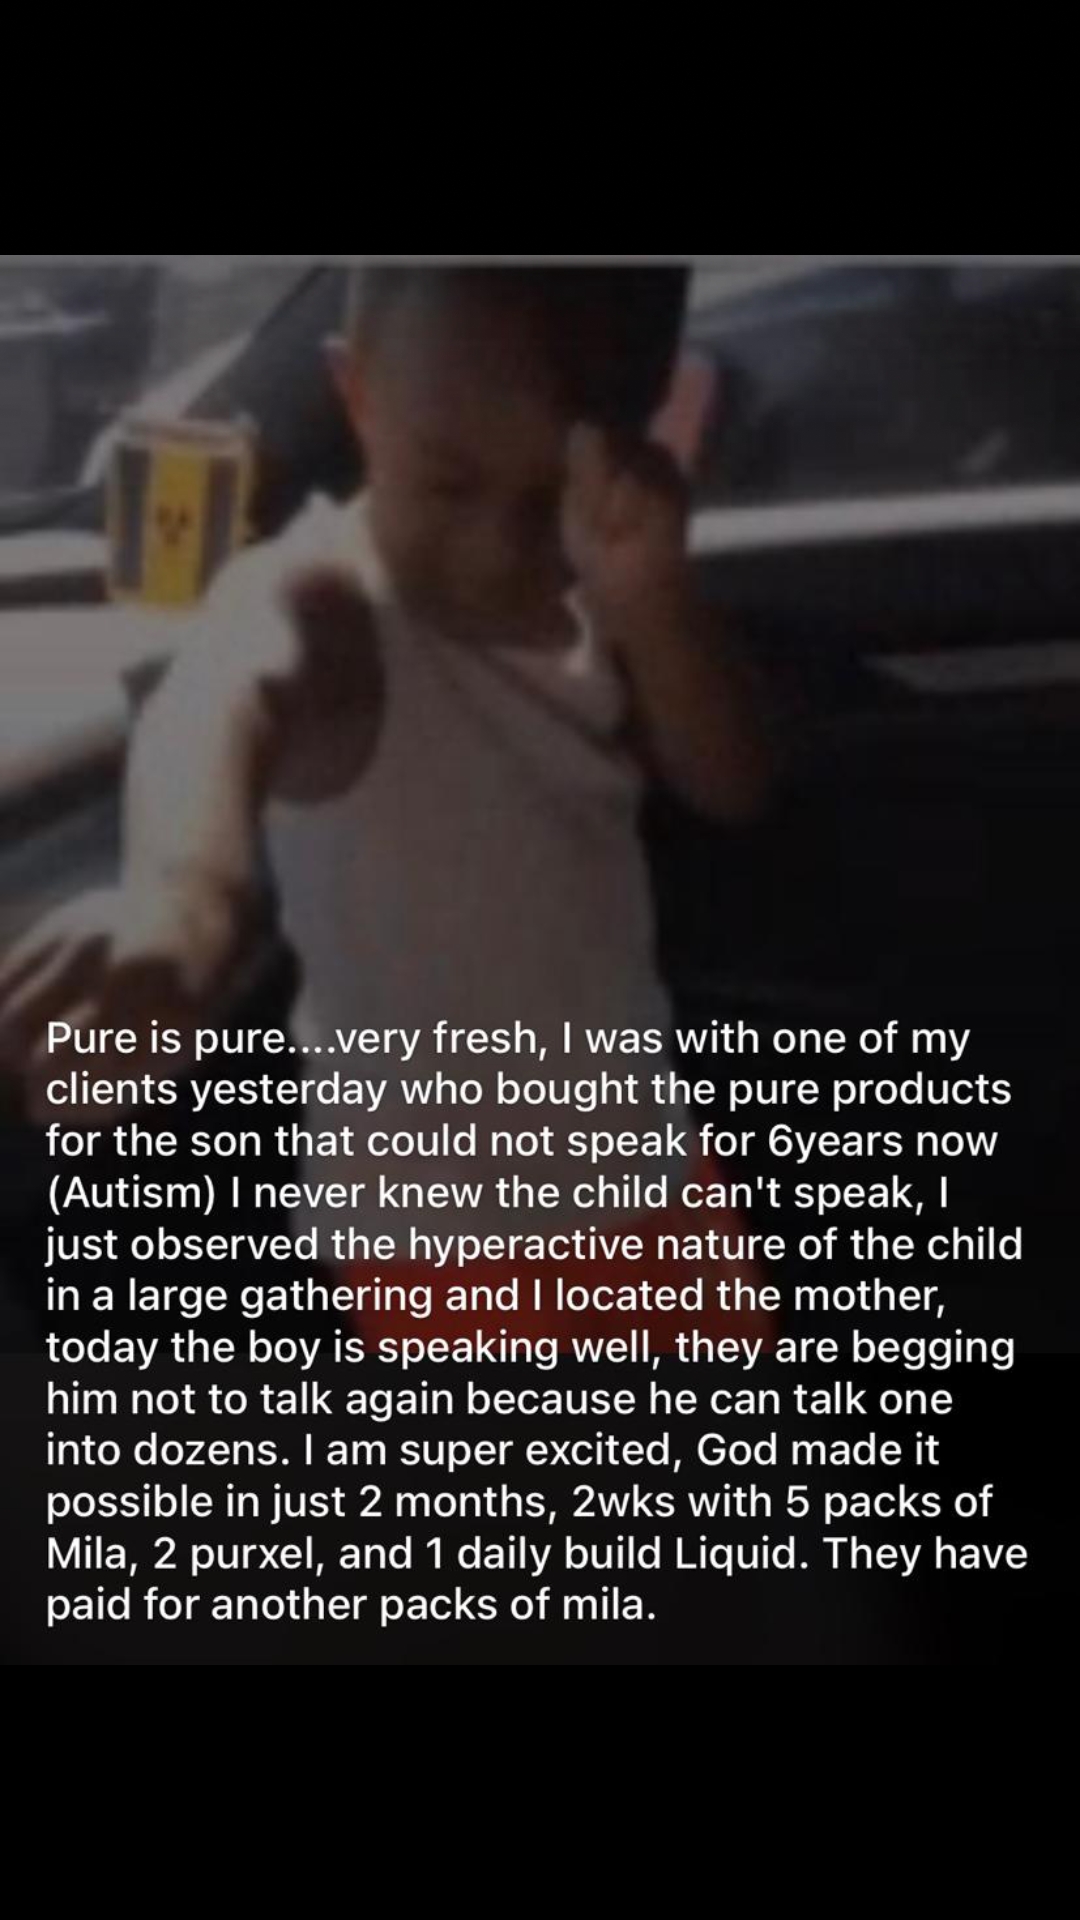 Pure is pure....very fresh, I was with one of my
clients yesterday who bought the pure products
for the son that could not speak for 6years now
(Autism) I never knew the child can't speak, I
just observed the hyperactive nature of the child
in a large gathering and I located the mother,
today the boy is speaking well, they are begging
him not to talk again because he can talk one
into dozens. I am super excited, God made it
possible in just 2 months, 2wks with 5 packs of
Mila, 2 purxel, and 1 daily build Liquid. They have
paid for another packs of mila.